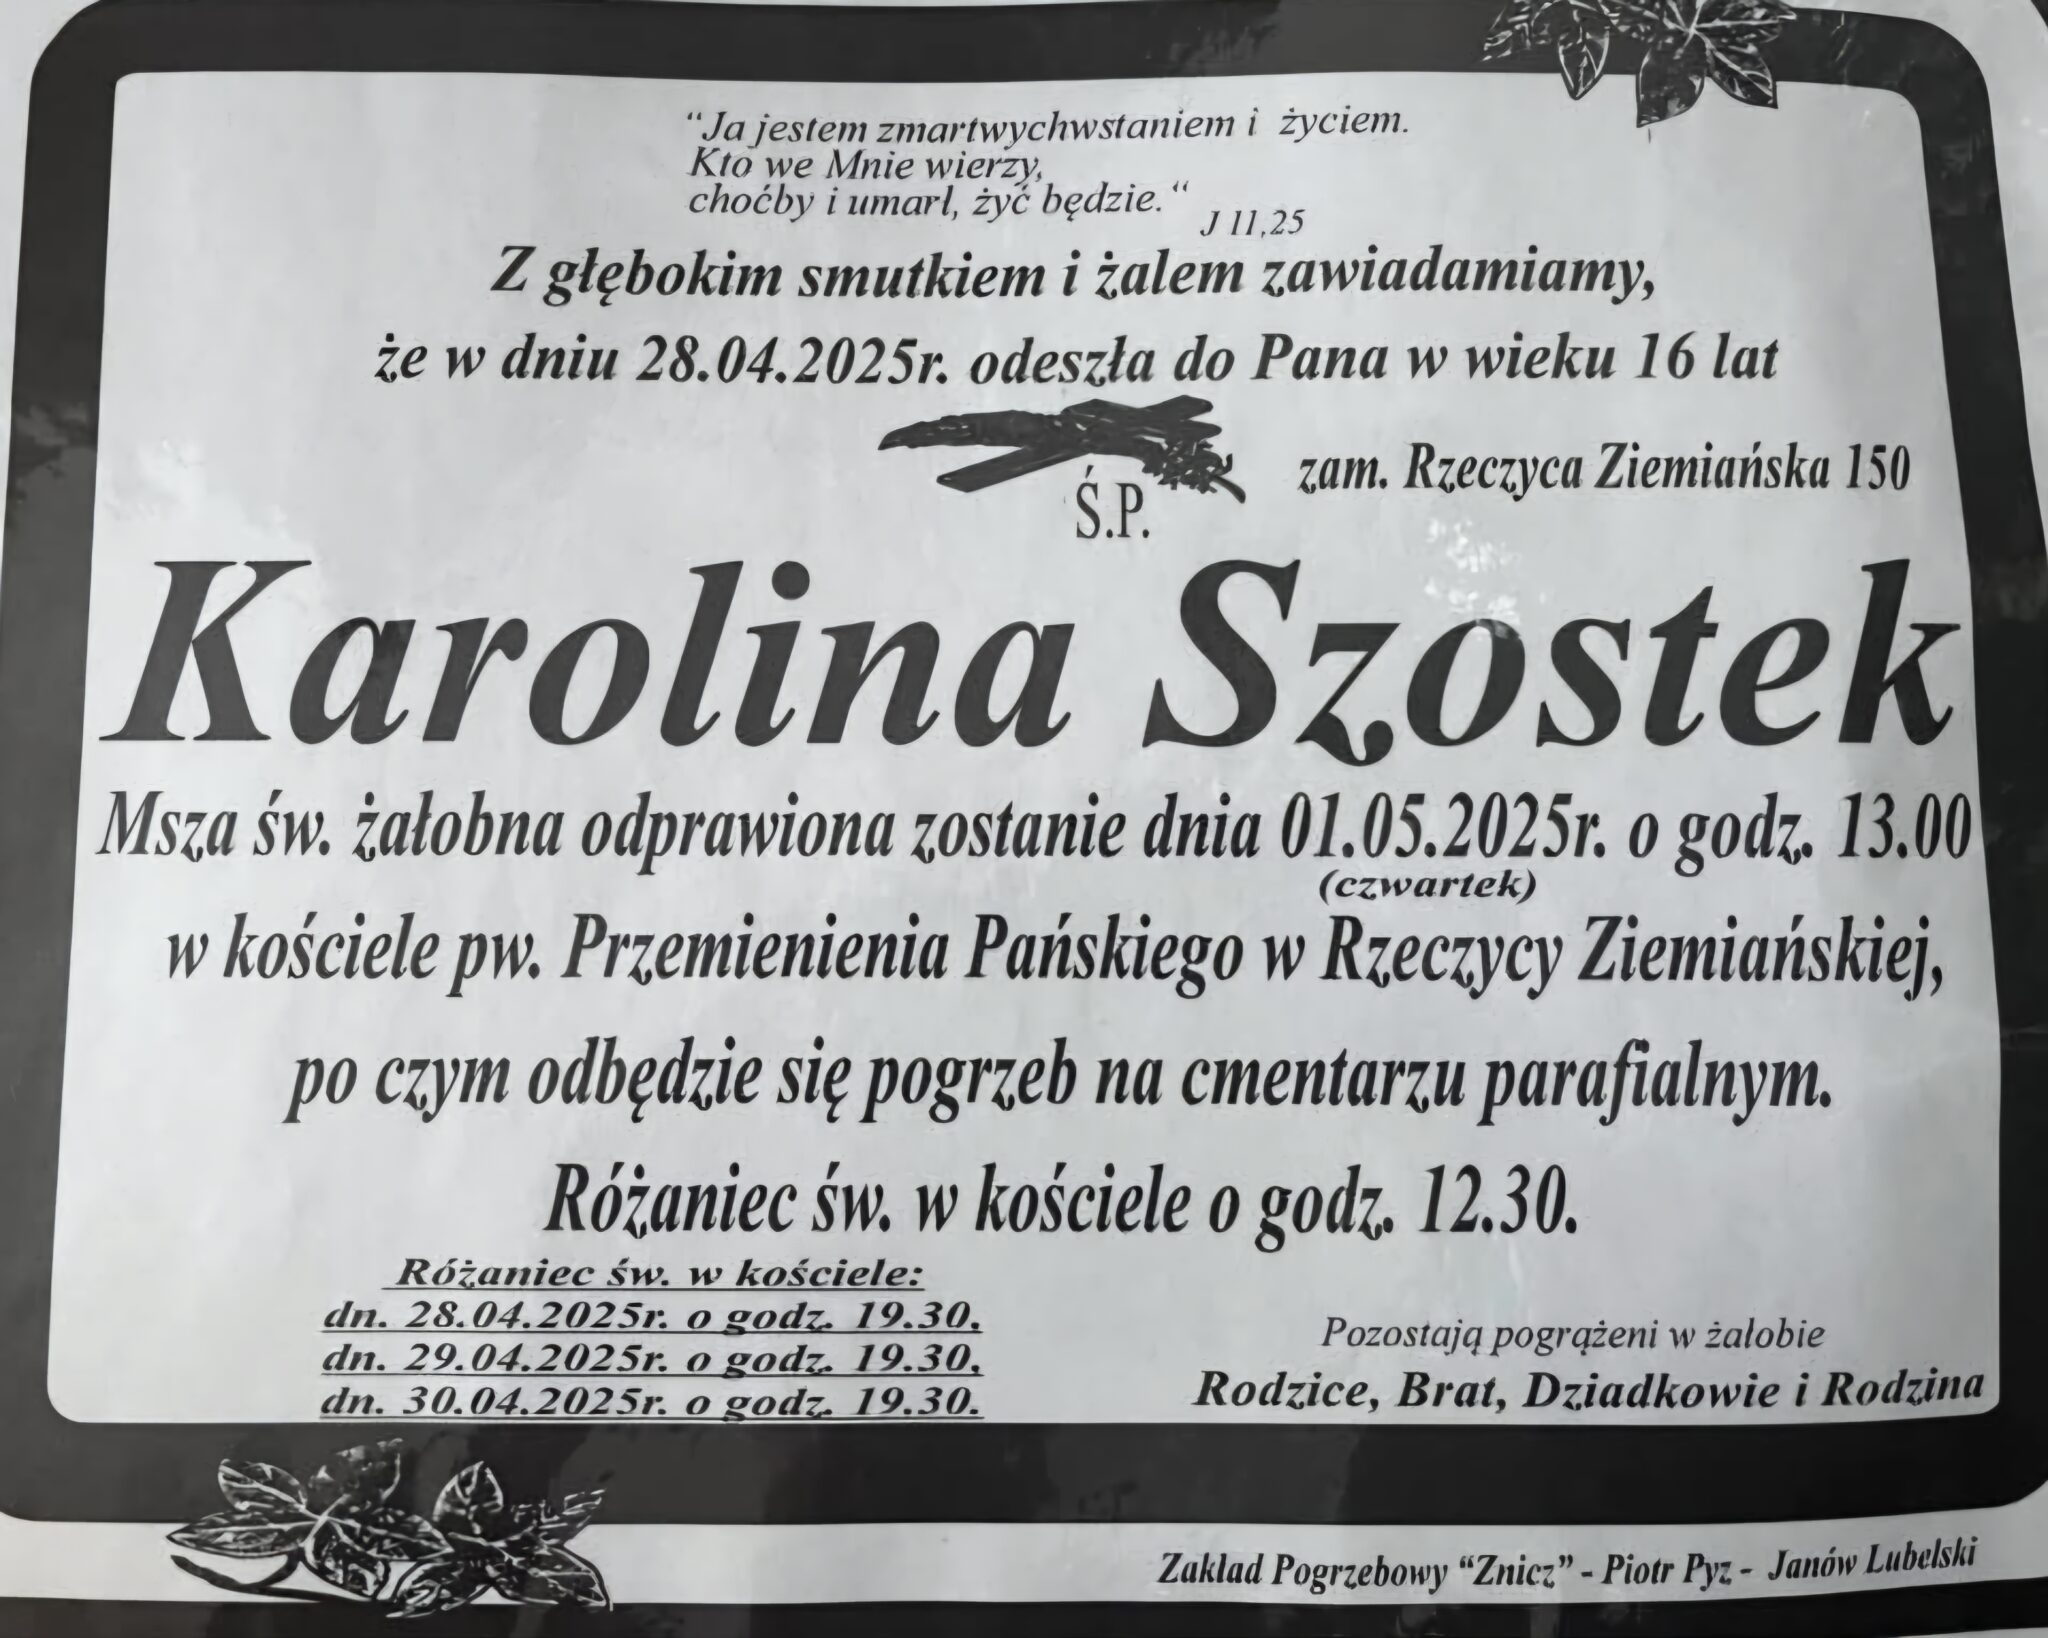 “Ja jestem zmartwychwstaniem i życiem.
Kto we Mnie wierzy,
choćby i umarł, żyć będzie.“
J 11,25
Z głębokim smutkiem i żalem zawiadamiamy,
że w dniu 28.04.2025r. odeszła do Pana w wieku 16 lat
zam. Rzeczyca Ziemiańska 150
Ś.P.
Karolina Szostek
Msza św. żałobna odprawiona zostanie dnia 01.05.2025r. o godz. 13.00
(czwartek)
w kościele pw. Przemienienia Pańskiego w Rzeczycy Ziemiańskiej,
po czym odbędzie się pogrzeb na cmentarzu parafialnym.
Różaniec św. w kościele o godz. 12.30.
Różaniec św. w kościele:
dn. 28.04.2025r. o godz. 19.30,
dn. 29.04.2025r. o godz. 19.30,
dn. 30.04.2025r. o godz. 19.30.
Pozostają pogrążeni w żałobie
Rodzice, Brat, Dziadkowie i Rodzina
Zakład Pogrzebowy “Znicz” - Piotr Pyz - Janów Lubelski